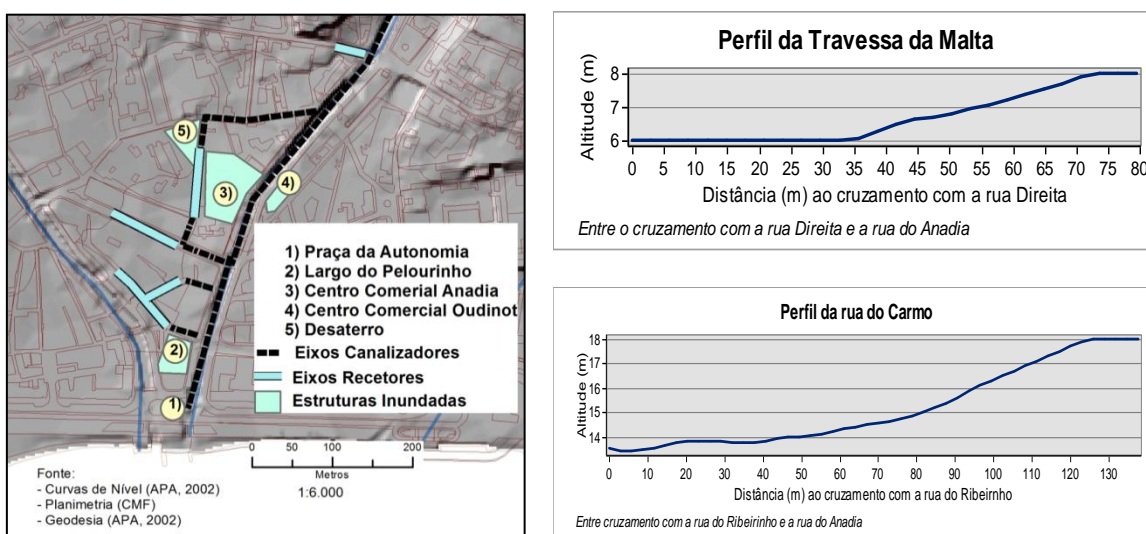 5)
3)
4)
1) Praça da Autonomia
2) Largo do Pelourinho
3) Centro Comerial Anadia
4) Centro Comercial Oudinot
5) Desaterro
Eixos Canalizadores
Eixos Recetores
Estruturas Inundadas
2)
1)
0 50 100 200
Metros
1:6.000
Fonte:
- Curvas de Nível (APA, 2002)
- Planimetria (CMF)
- Geodesia (APA, 2002)
Perfil da Travessa da Malta
Altitude (m)
8
7
6
0 5 10 15 20 25 30 35 40 45 50 55 60 65 70 75 80
Distância (m) ao cruzamento com a rua Direita
Entre o cruzamento com a rua Direita e a rua do Anadia
Perfil da rua do Carmo
Altitude (m)
18
17
16
15
14
0 10 20 30 40 50 60 70 80 90 100 110 120 130
Distância (m) ao cruzamento com a rua do Ribeirnho
Entre cruzamento com a rua do Ribeirinho e a rua do Anadia